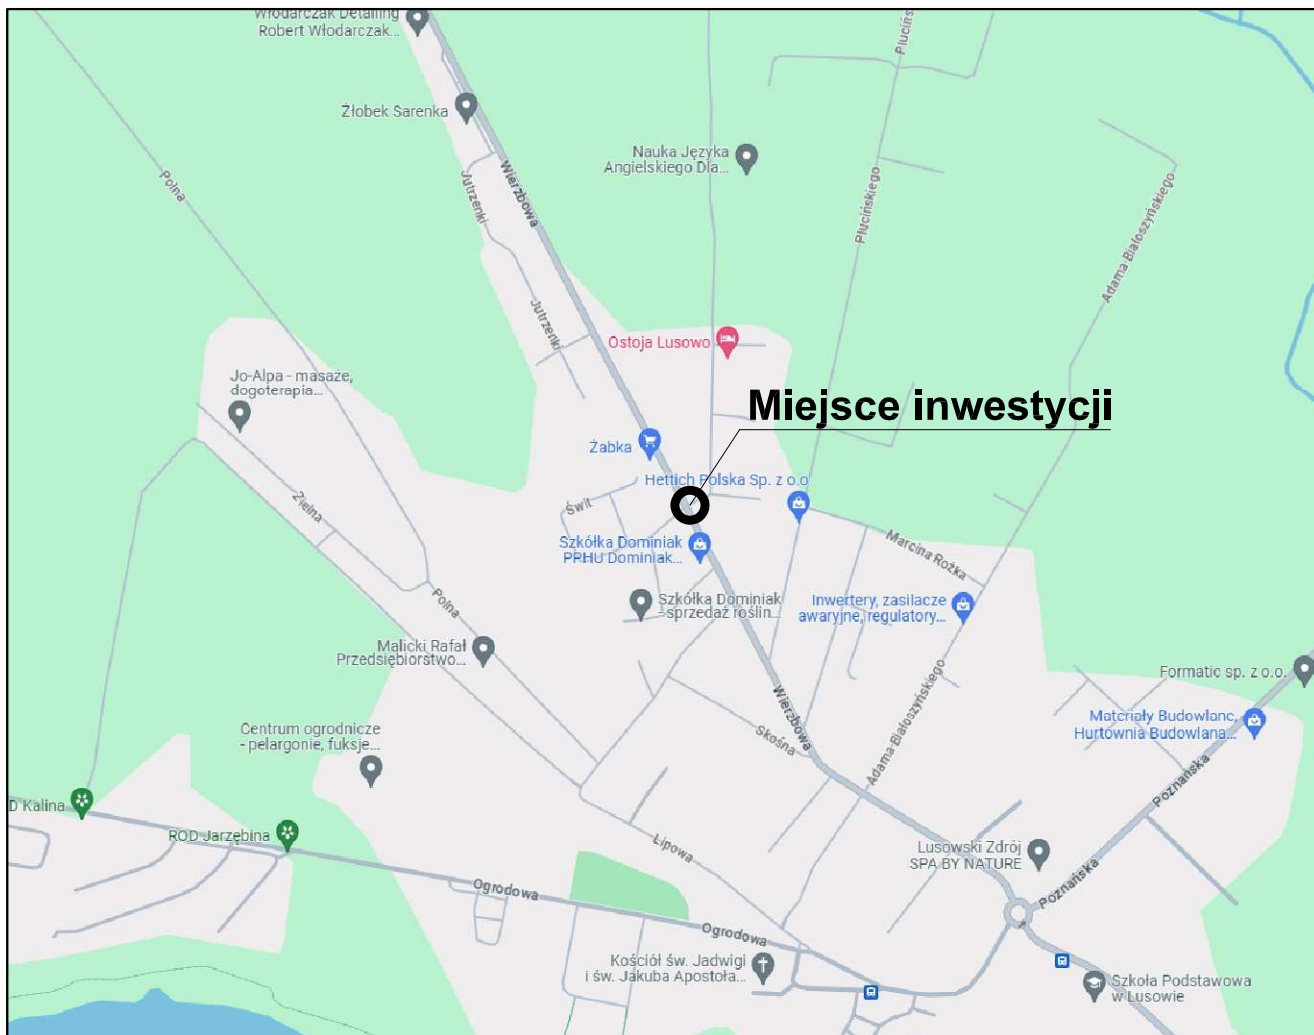 Włodarczak Detailing
Robert Włodarczak...
Żłobek Sarenka
Nauka Języka
Angielskiego Dla...
Plucińs
Polna
Jutrzenki
Wierzbowa
Plucińskiego
Adama Białoszyńskiego
Jutrzenki
Ostoja Lusowo
Jo-Alpa - masaże,
dogoterapia...
Miejsce inwestycji
Żabka
Hettich Polska Sp. z o.o
Zielna
Świt
Szkółka Dominiak
PPHU Dominiak...
Marcina Rożka
Polna
Szkółka Dominiak
- sprzedaż roślin...
Inwertery, zasilacze
awaryjne, regulatory...
Malicki Rafał
Przedsiębiorstwo...
Formatic sp. z o.o.
Adama Białoszyńskiego
Wierzbowa
Centrum ogrodnicze
- pelargonie, fuksje...
Skośna
Materiały Budowlane,
Hurtownia Budowlana...
Poznańska
D Kalina
ROD Jarzębina
Lipowa
Lusowski Zdrój
SPA BY NATURE
Poznańska
Ogrodowa
Ogrodowa
Kościół św. Jadwigi
i św. Jakuba Apostoła...
Szkoła Podstawowa
w Lusowie